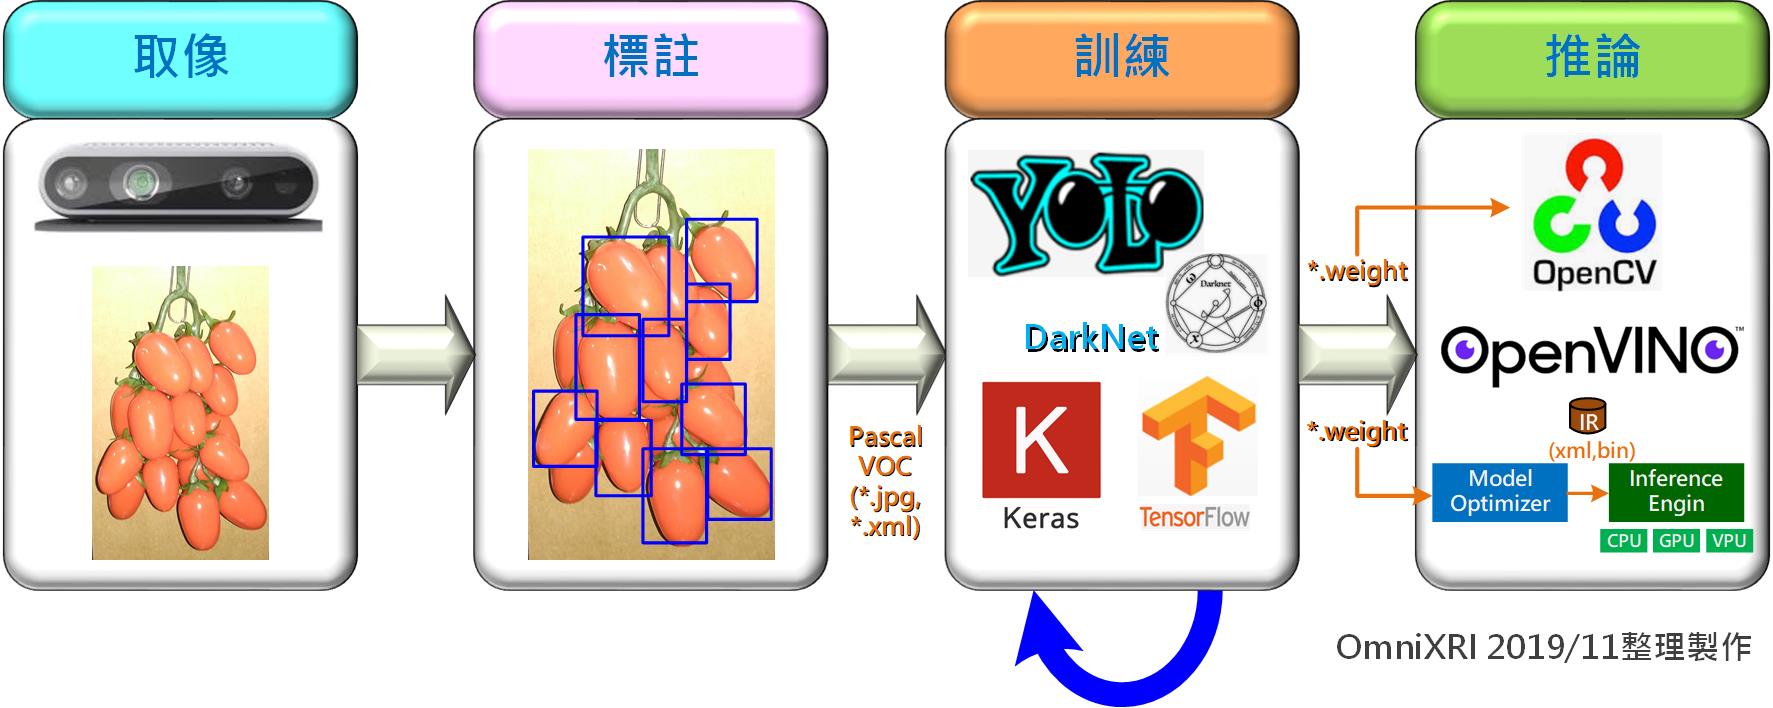 取像
標註
訓練
推論
YOLO
Darknet
DarkNet
K
Keras
TensorFlow
Pascal
VOC
(*.jpg,
*.xml)
*.weight
*.weight
OpenCV
OpenVINO™
IR
(xml,bin)
Model
Optimizer
Inference
Engin
CPU
GPU
VPU
OmniXRI 2019/11整理製作